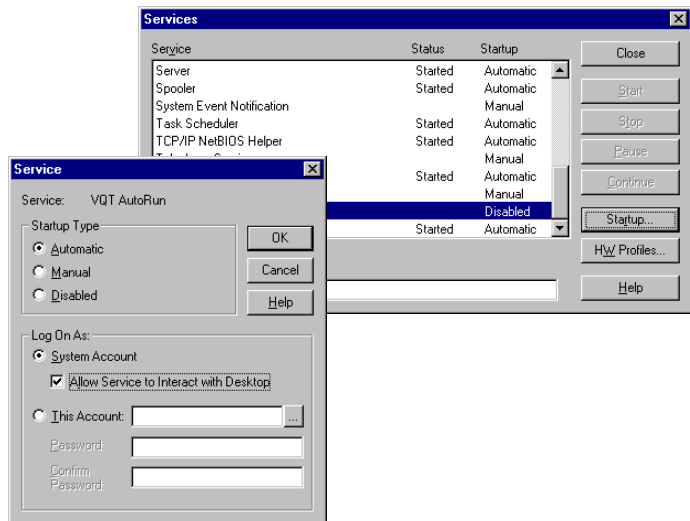 Services
Service Status Startup
Server Started Automatic
Spooler Started Automatic
System Event Notification Manual
Task Scheduler Started Automatic
TCP/IP NetBIOS Helper Started Automatic
Manual
Started Automatic
Manual
Disabled
Started Automatic
Close
Start
Stop
Pause
Continue
Startup...
HW Profiles...
Help
Service
Service: VQT AutoRun
Startup Type
Automatic
Manual
Disabled
OK
Cancel
Help
Log On As:
System Account
Allow Service to Interact with Desktop
This Account:
...
Password:
Confirm
Password: